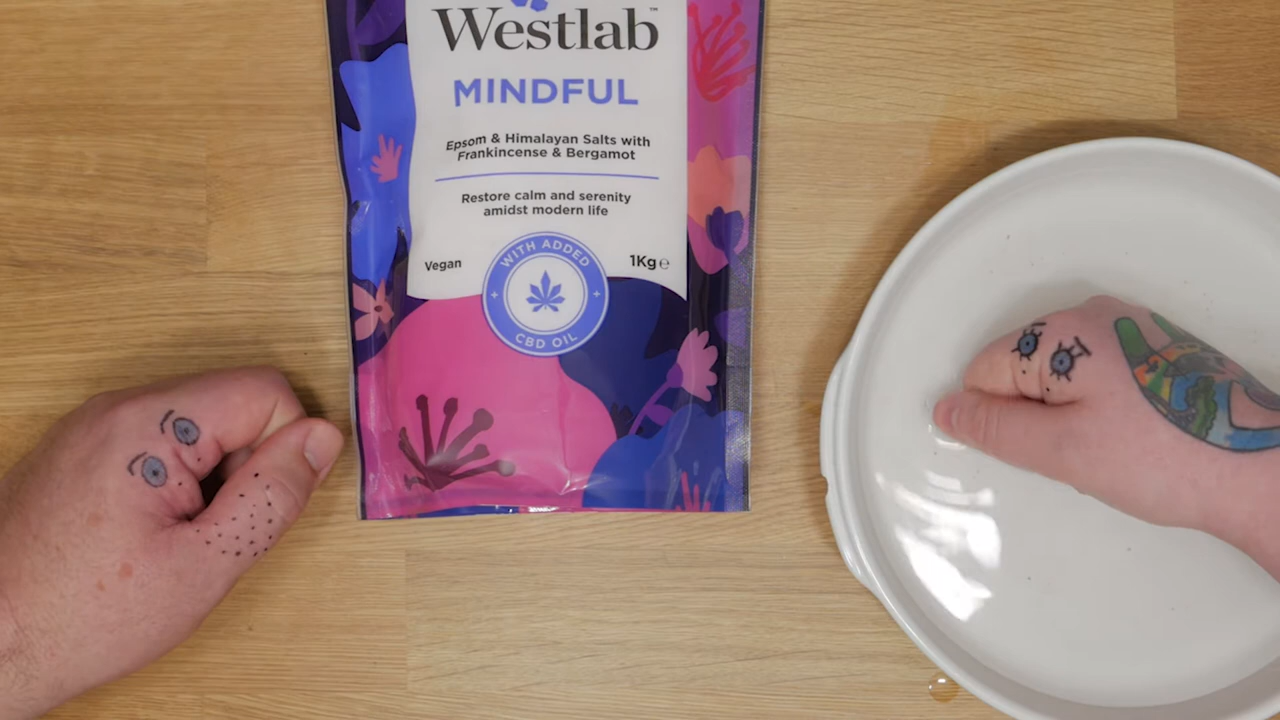 Westlab™
MINDFUL
Epsom & Himalayan Salts with
Frankincense & Bergamot
Restore calm and serenity
amidst modern life
Vegan
1Kg ℮
WITH ADDED
CBD OIL